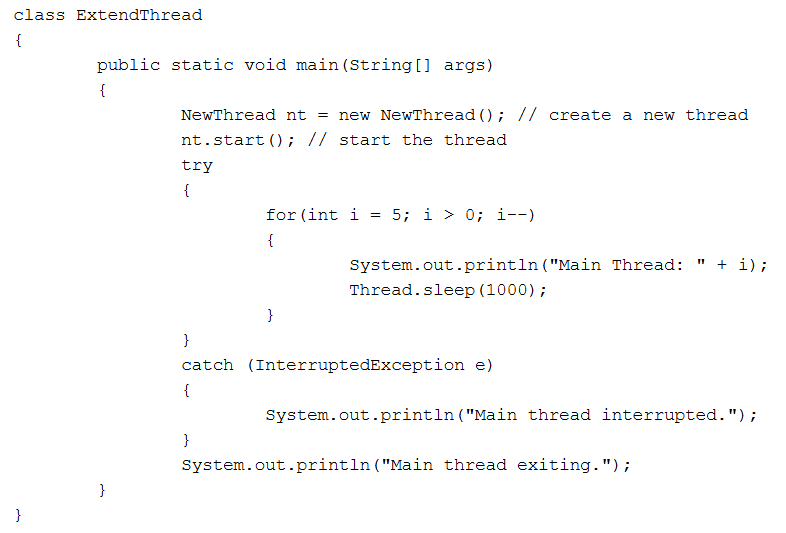 class ExtendThread
{
public static void main(String[] args)
{
NewThread nt = new NewThread(); // create a new thread
nt.start(); // start the thread
try
{
for(int i = 5; i > 0; i--)
{
System.out.println("Main Thread: " + i);
Thread.sleep(1000);
}
}
catch (InterruptedException e)
{
System.out.println("Main thread interrupted.");
}
System.out.println("Main thread exiting.");
}
}